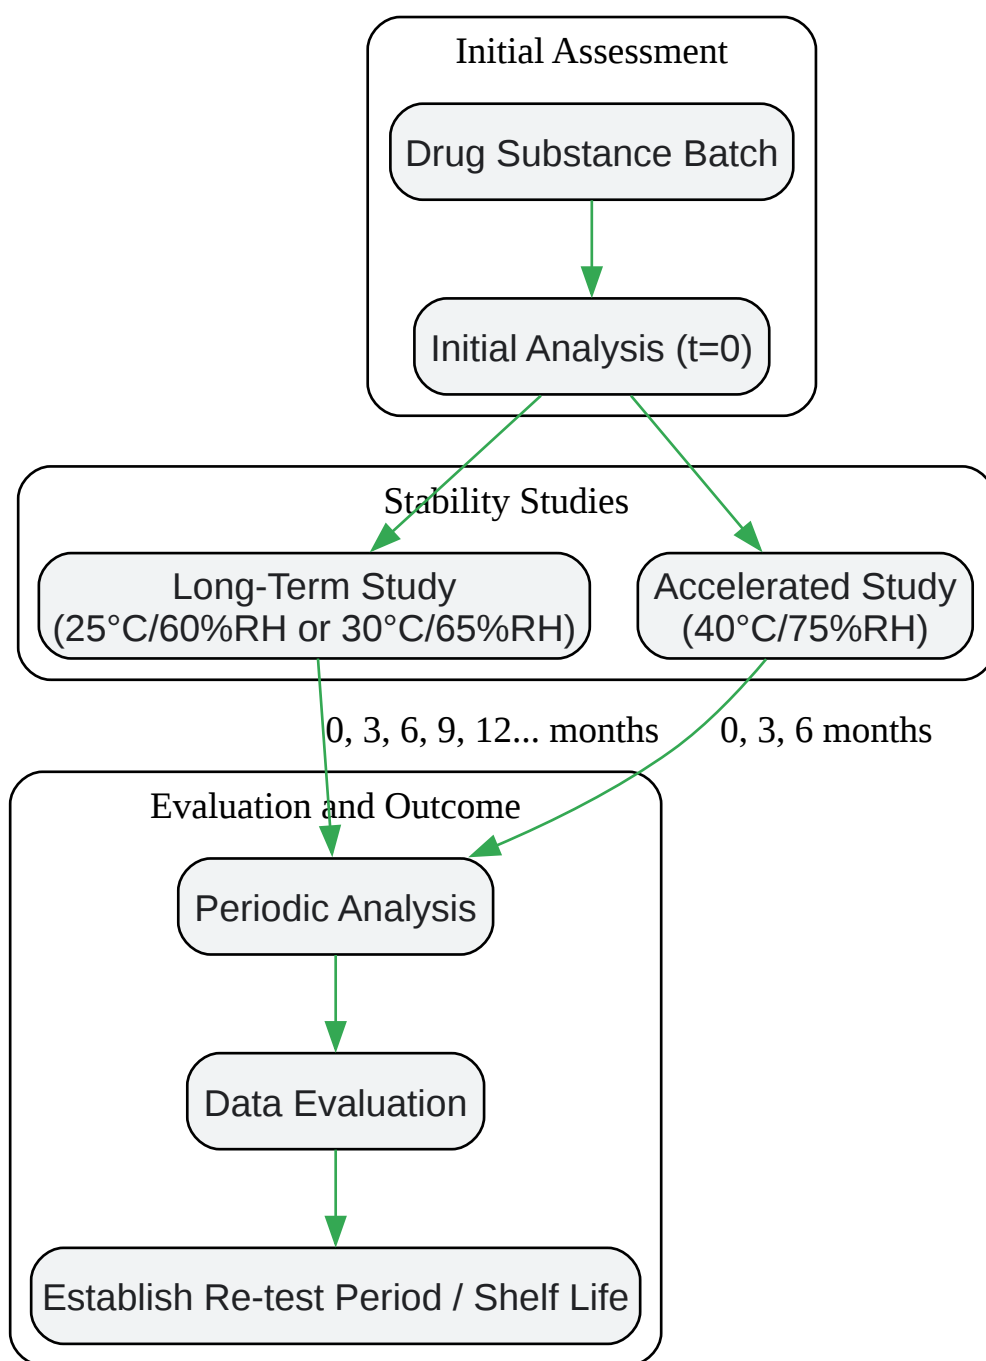 Initial Assessment
Drug Substance Batch
Initial Analysis (t=0)
Stability Studies
Long-Term Study
(25°C/60%RH or 30°C/65%RH)
Accelerated Study
(40°C/75%RH)
0, 3, 6, 9, 12... months
0, 3, 6 months
Evaluation and Outcome
Periodic Analysis
Data Evaluation
Establish Re-test Period / Shelf Life